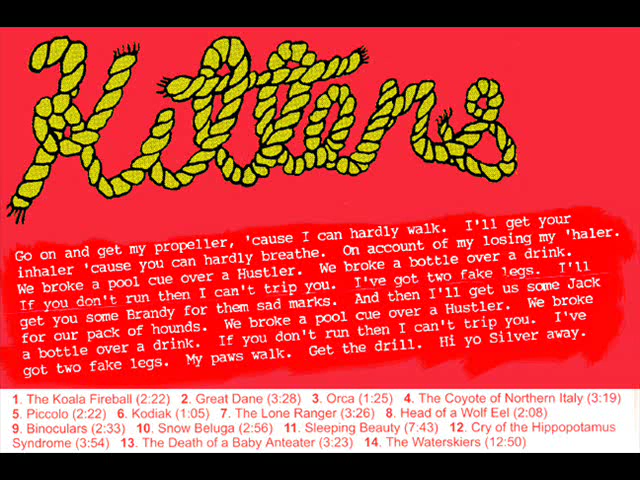 Kittens
Go on and get my propeller, 'cause I can hardly walk.  I'll get your
inhaler 'cause you can hardly breathe.  On account of my losing my 'haler.
We broke a pool cue over a Hustler.  We broke a bottle over a drink.
If you don't run then I can't trip you.  I've got two fake legs.  I'll
get you some Brandy for them sad marks.  And then I'll get us some Jack
for our pack of hounds.  We broke a pool cue over a Hustler.  We broke
a bottle over a drink.  If you don't run then I can't trip you.  I've
got two fake legs.  My paws walk.  Get the drill.  Hi yo Silver away.
1. The Koala Fireball (2:22)  2. Great Dane (3:28)  3. Orca (1:25)  4. The Coyote of Northern Italy (3:19)
5. Piccolo (2:22)  6. Kodiak (1:05)  7. The Lone Ranger (3:26)  8. Head of a Wolf Eel (2:08)
9. Binoculars (2:33)  10. Snow Beluga (2:56)  11. Sleeping Beauty (7:43)  12. Cry of the Hippopotamus
Syndrome (3:54)  13. The Death of a Baby Anteater (3:23)  14. The Waterskiers (12:50)